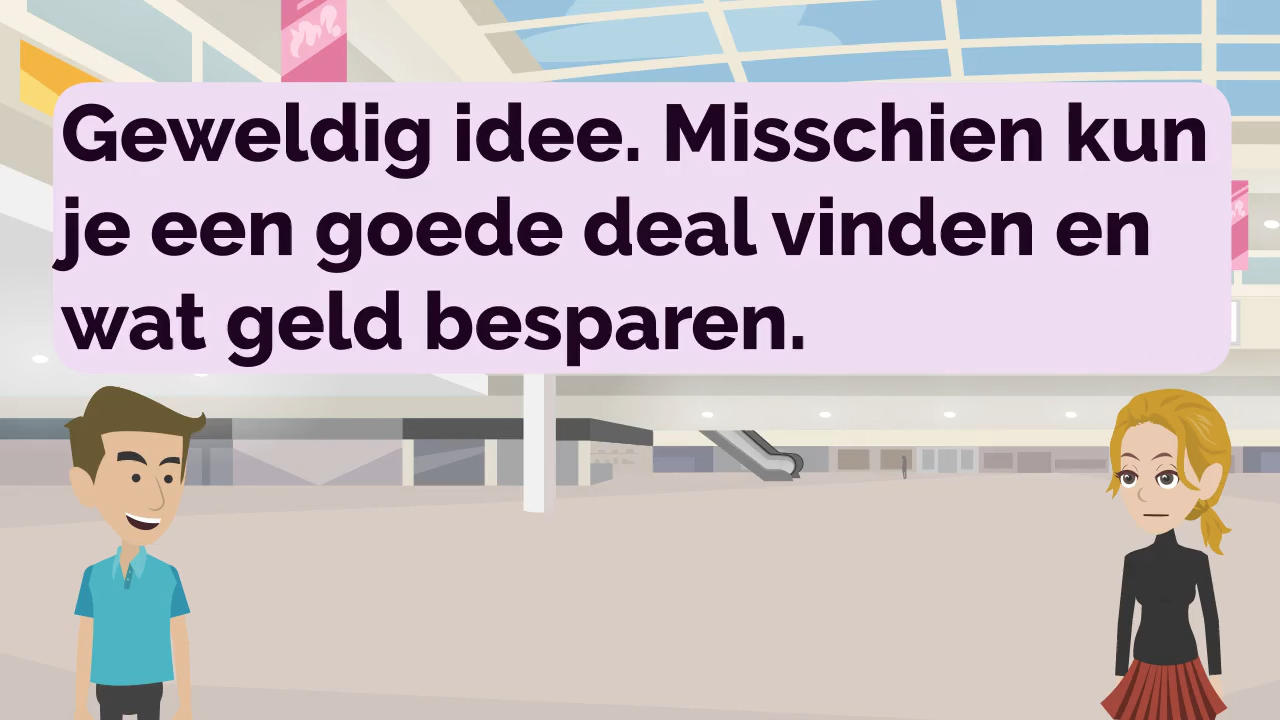 Geweldig idee. Misschien kun
je een goede deal vinden en
wat geld besparen.